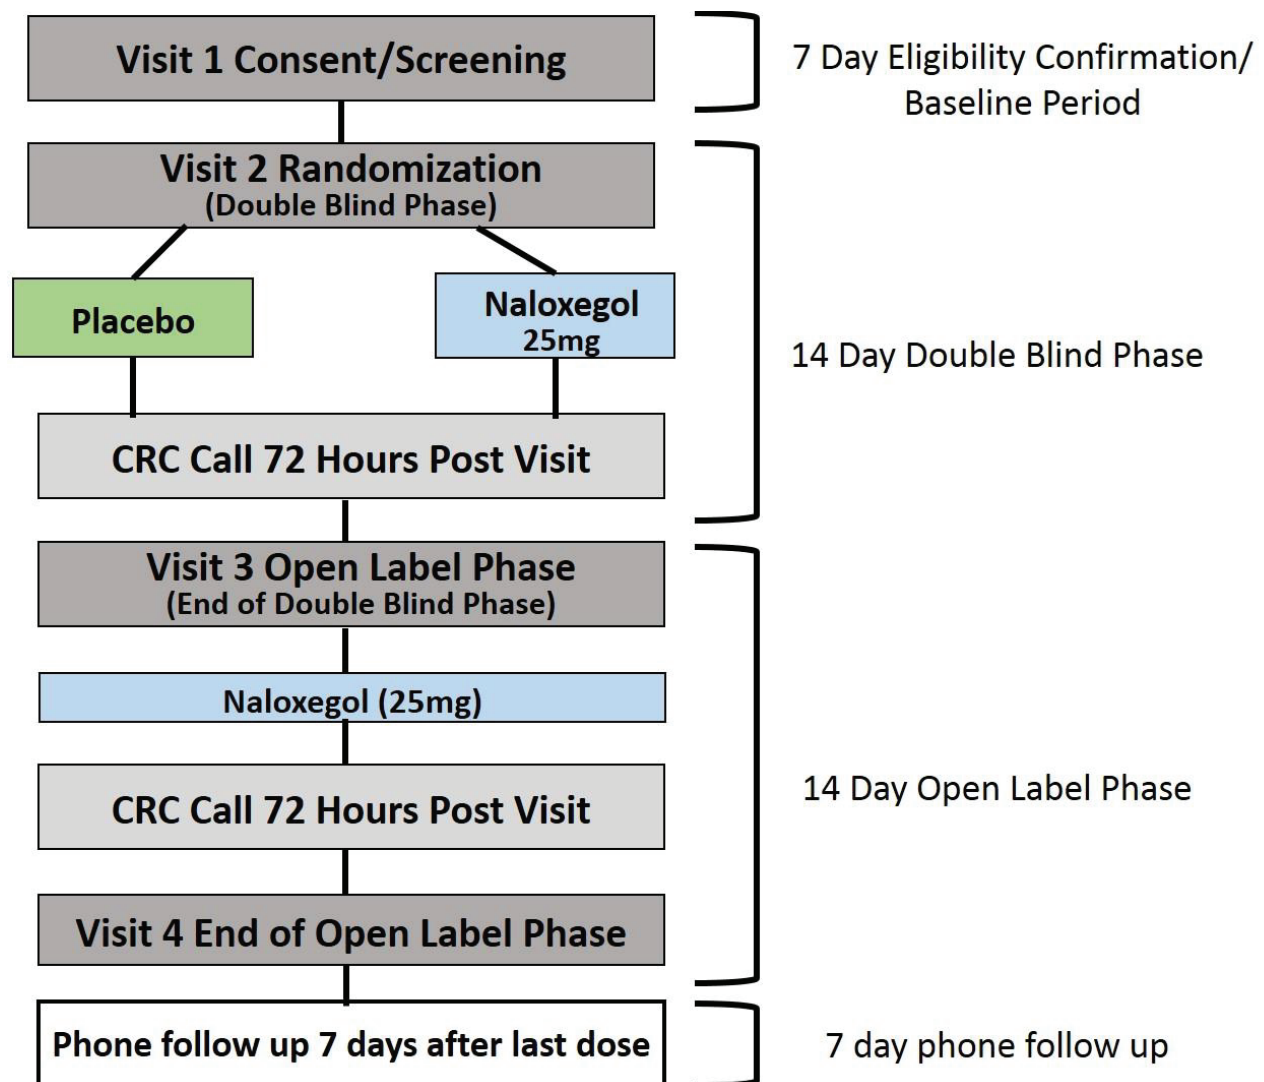 Visit 1 Consent/Screening
7 Day Eligibility Confirmation/
Baseline Period
Visit 2 Randomization
(Double Blind Phase)
Placebo
Naloxegol
25mg
14 Day Double Blind Phase
CRC Call 72 Hours Post Visit
Visit 3 Open Label Phase
(End of Double Blind Phase)
Naloxegol (25mg)
CRC Call 72 Hours Post Visit
14 Day Open Label Phase
Visit 4 End of Open Label Phase
Phone follow up 7 days after last dose
7 day phone follow up